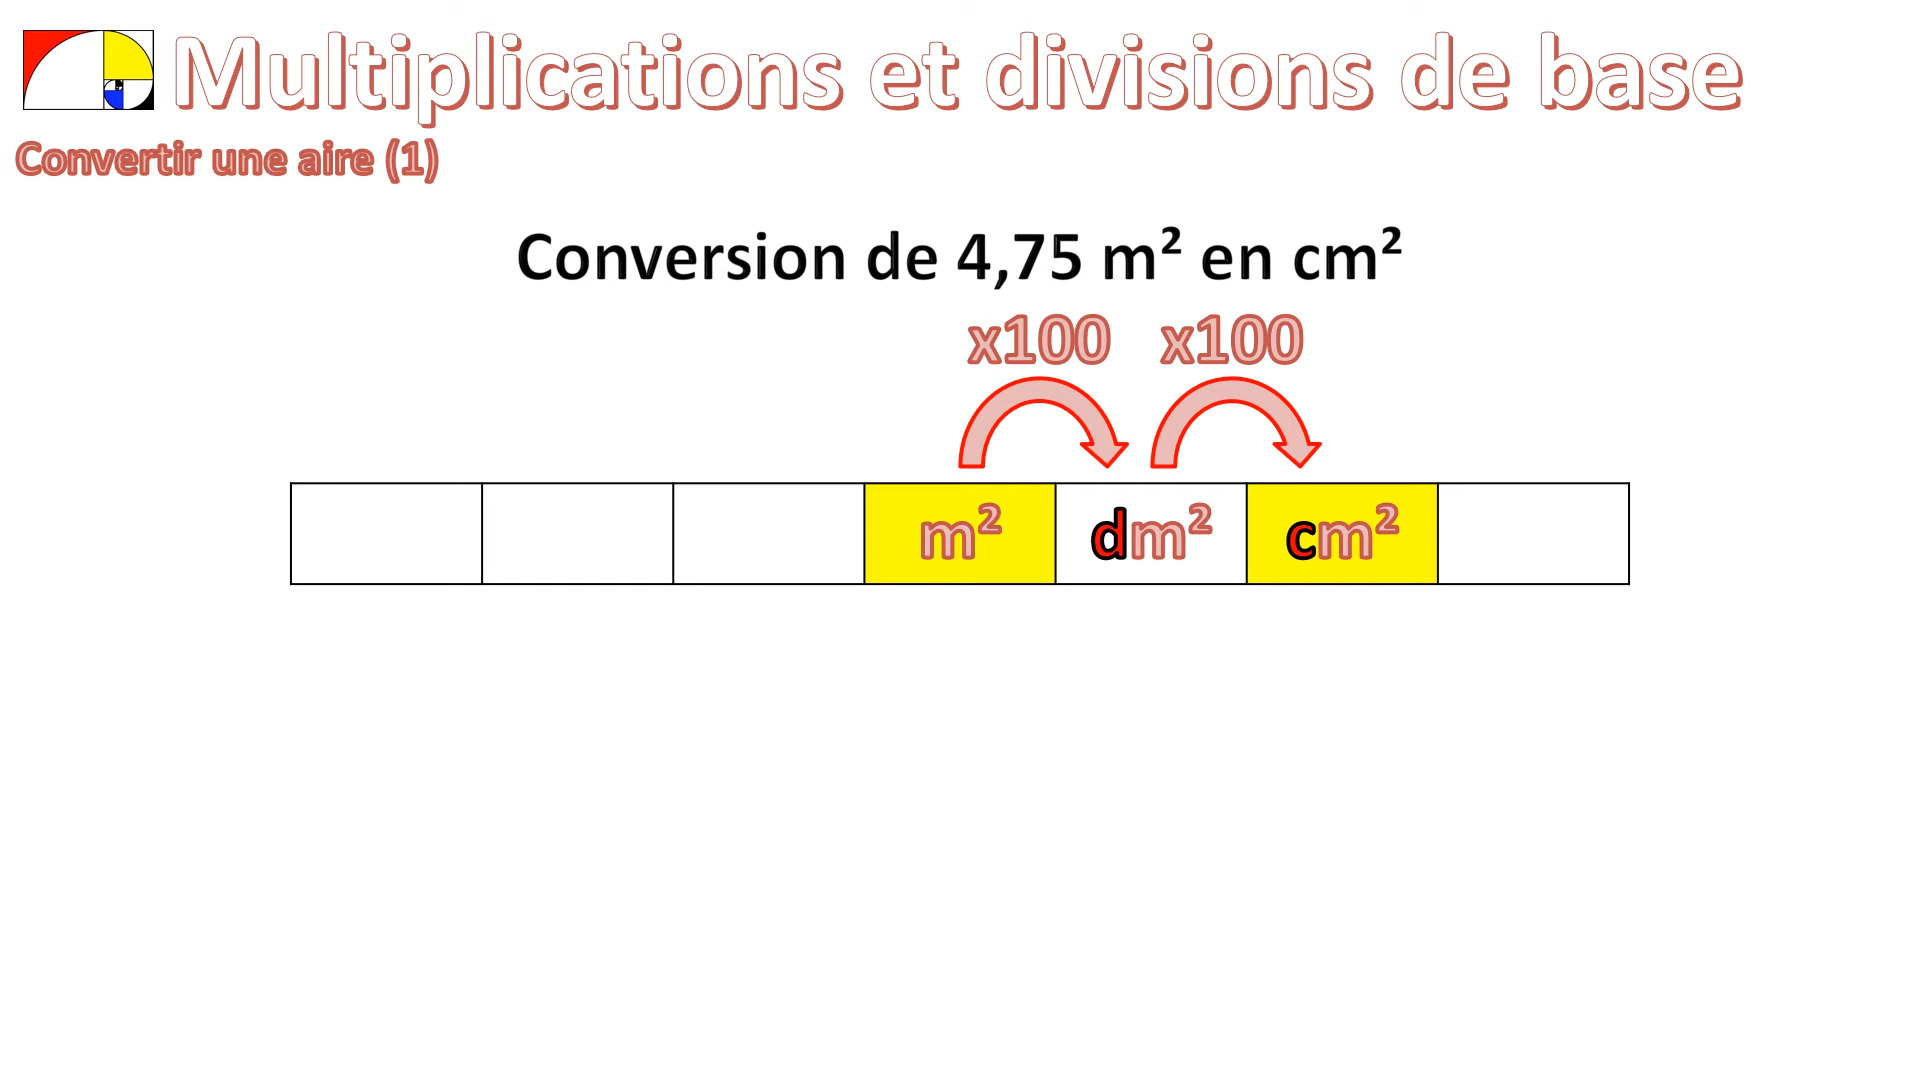 Multiplications et divisions de base
Convertir une aire (1)
Conversion de 4,75 m² en cm²
x100 x100
m² dm² cm²